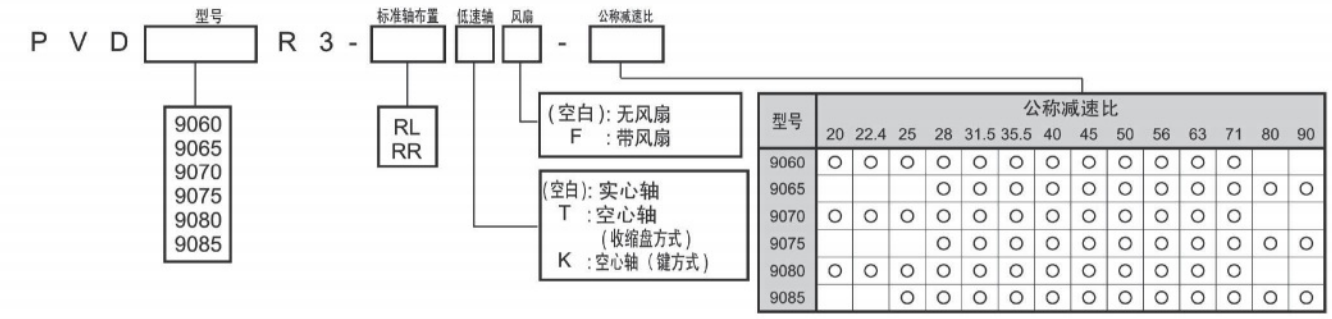 型号 标准轴布置 低速轴 风扇 公称减速比
P V D R 3 - -
9060
9065
9070
9075
9080
9085
RL
RR
(空白): 无风扇
F : 带风扇
(空白): 实心轴
T : 空心轴
(收缩盘方式)
K : 空心轴 (键方式)
型号 公称减速比
20 22.4 25 28 31.5 35.5 40 45 50 56 63 71 80 90
9060 ○ ○ ○ ○ ○ ○ ○ ○ ○ ○ ○ ○
9065 ○ ○ ○ ○ ○ ○ ○ ○ ○ ○ ○
9070 ○ ○ ○ ○ ○ ○ ○ ○ ○ ○ ○ ○
9075 ○ ○ ○ ○ ○ ○ ○ ○ ○ ○ ○
9080 ○ ○ ○ ○ ○ ○ ○ ○ ○ ○ ○ ○
9085 ○ ○ ○ ○ ○ ○ ○ ○ ○ ○ ○ ○